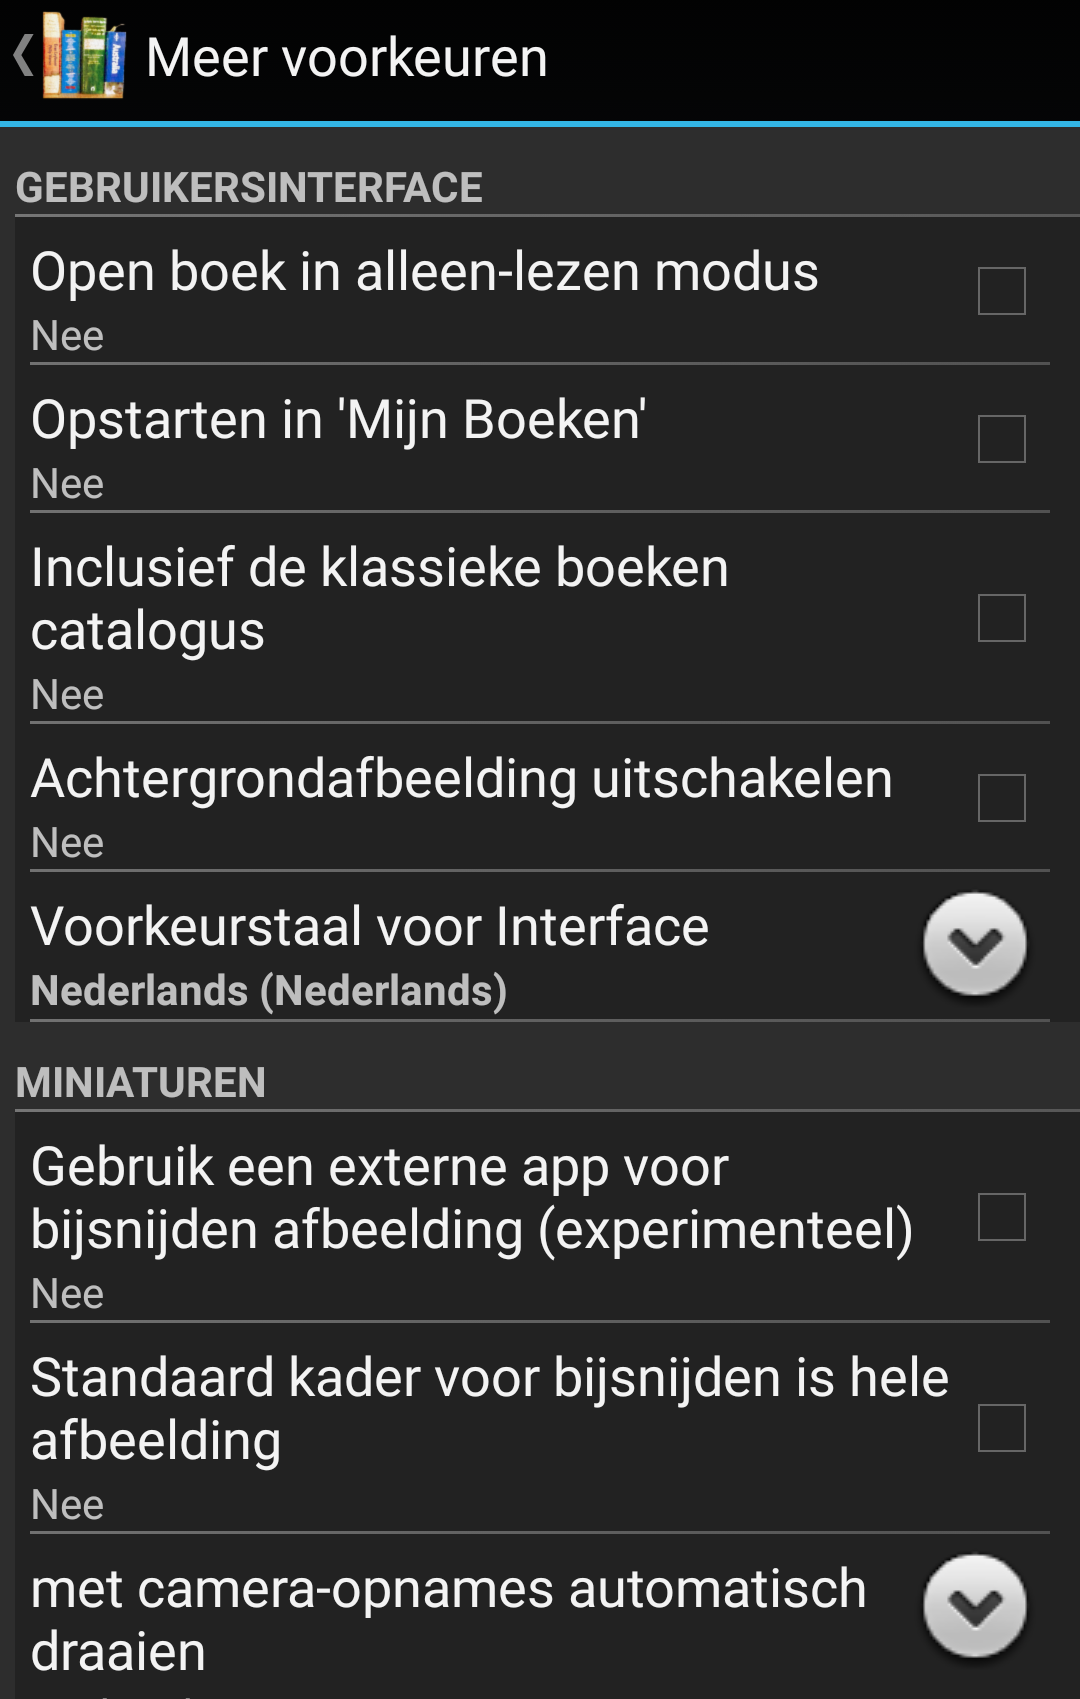 Meer voorkeuren
GEBRUIKERSINTERFACE
Open boek in alleen-lezen modus
Nee
Opstarten in 'Mijn Boeken'
Nee
Inclusief de klassieke boeken
catalogus
Nee
Achtergrondafbeelding uitschakelen
Nee
Voorkeurstaal voor Interface
Nederlands (Nederlands)
MINIATUREN
Gebruik een externe app voor
bijsnijden afbeelding (experimenteel)
Nee
Standaard kader voor bijsnijden is hele
afbeelding
Nee
met camera-opnames automatisch
draaien